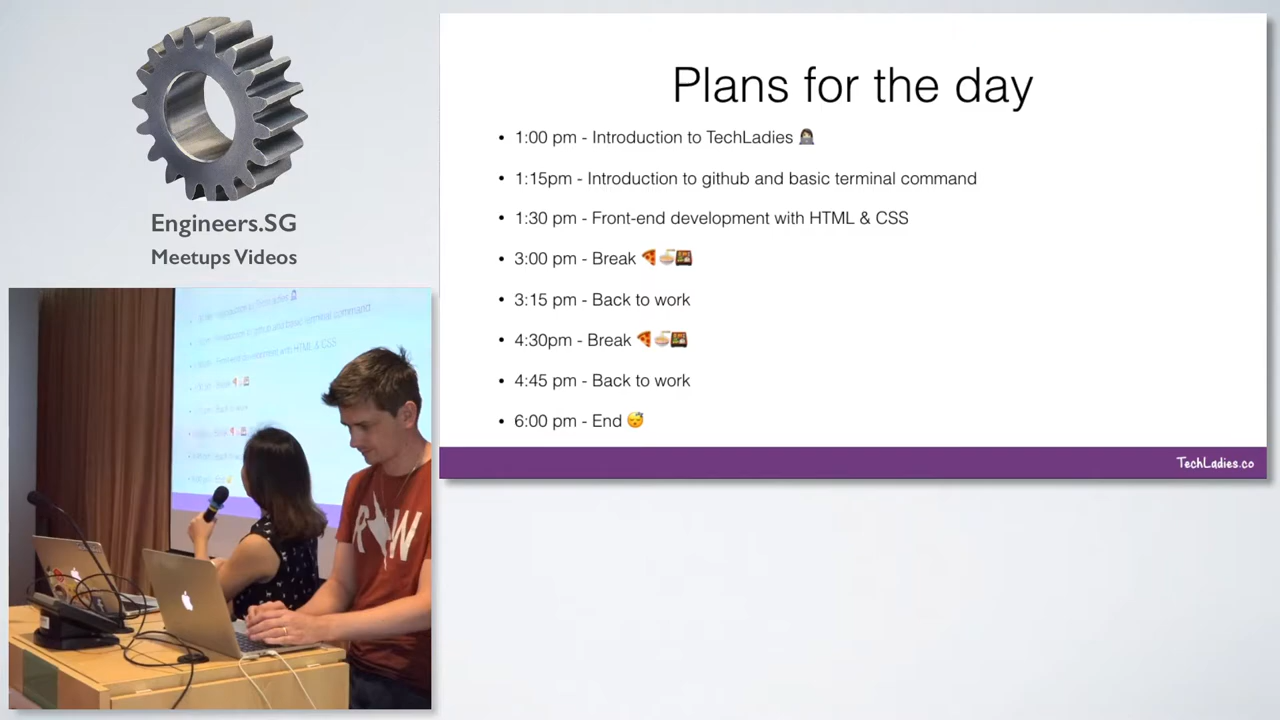 Engineers.SG
Meetups Videos
Plans for the day
• 1:00 pm - Introduction to TechLadies 👩🏻‍💻
• 1:15pm - Introduction to github and basic terminal command
• 1:30 pm - Front-end development with HTML & CSS
• 3:00 pm - Break 🍕🍜🍱
• 3:15 pm - Back to work
• 4:30pm - Break 🍕🍜🍱
• 4:45 pm - Back to work
• 6:00 pm - End 😴
TechLadies.co
R W